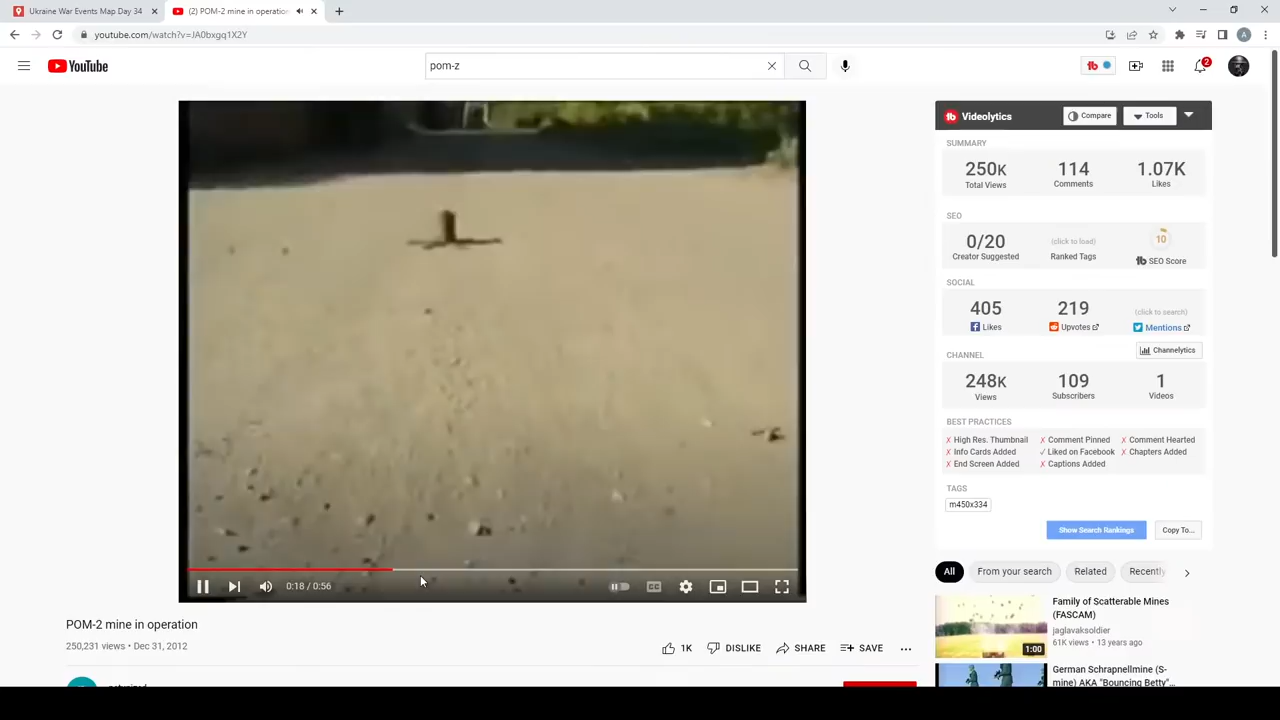 Ukraine War Events Map Day 34
(2) POM-2 mine in operation
youtube.com/watch?v=JA0bxgq1X2Y
A
YouTube
pom-z
2
Videolytics
Compare
Tools
SUMMARY
250K
Total Views
114
Comments
1.07K
Likes
SEO
0/20
Creator Suggested
(click to load)
Ranked Tags
10
tb SEO Score
SOCIAL
405
Likes
219
Upvotes
(click to search)
Mentions
Channelytics
CHANNEL
248K
Views
109
Subscribers
1
Videos
BEST PRACTICES
✗ High Res. Thumbnail
✗ Comment Pinned
✗ Comment Hearted
✗ Info Cards Added
✓ Liked on Facebook
✗ Chapters Added
✗ End Screen Added
✗ Captions Added
TAGS
m450x334
Show Search Rankings
Copy To...
0:18 / 0:56
CC
POM-2 mine in operation
250,231 views • Dec 31, 2012
1K
DISLIKE
SHARE
SAVE
...
All
From your search
Related
Recently
Family of Scatterable Mines
(FASCAM)
jaglavaksoldier
61K views • 13 years ago
1:00
German Schrapnellmine (S-
mine) AKA "Bouncing Betty"...